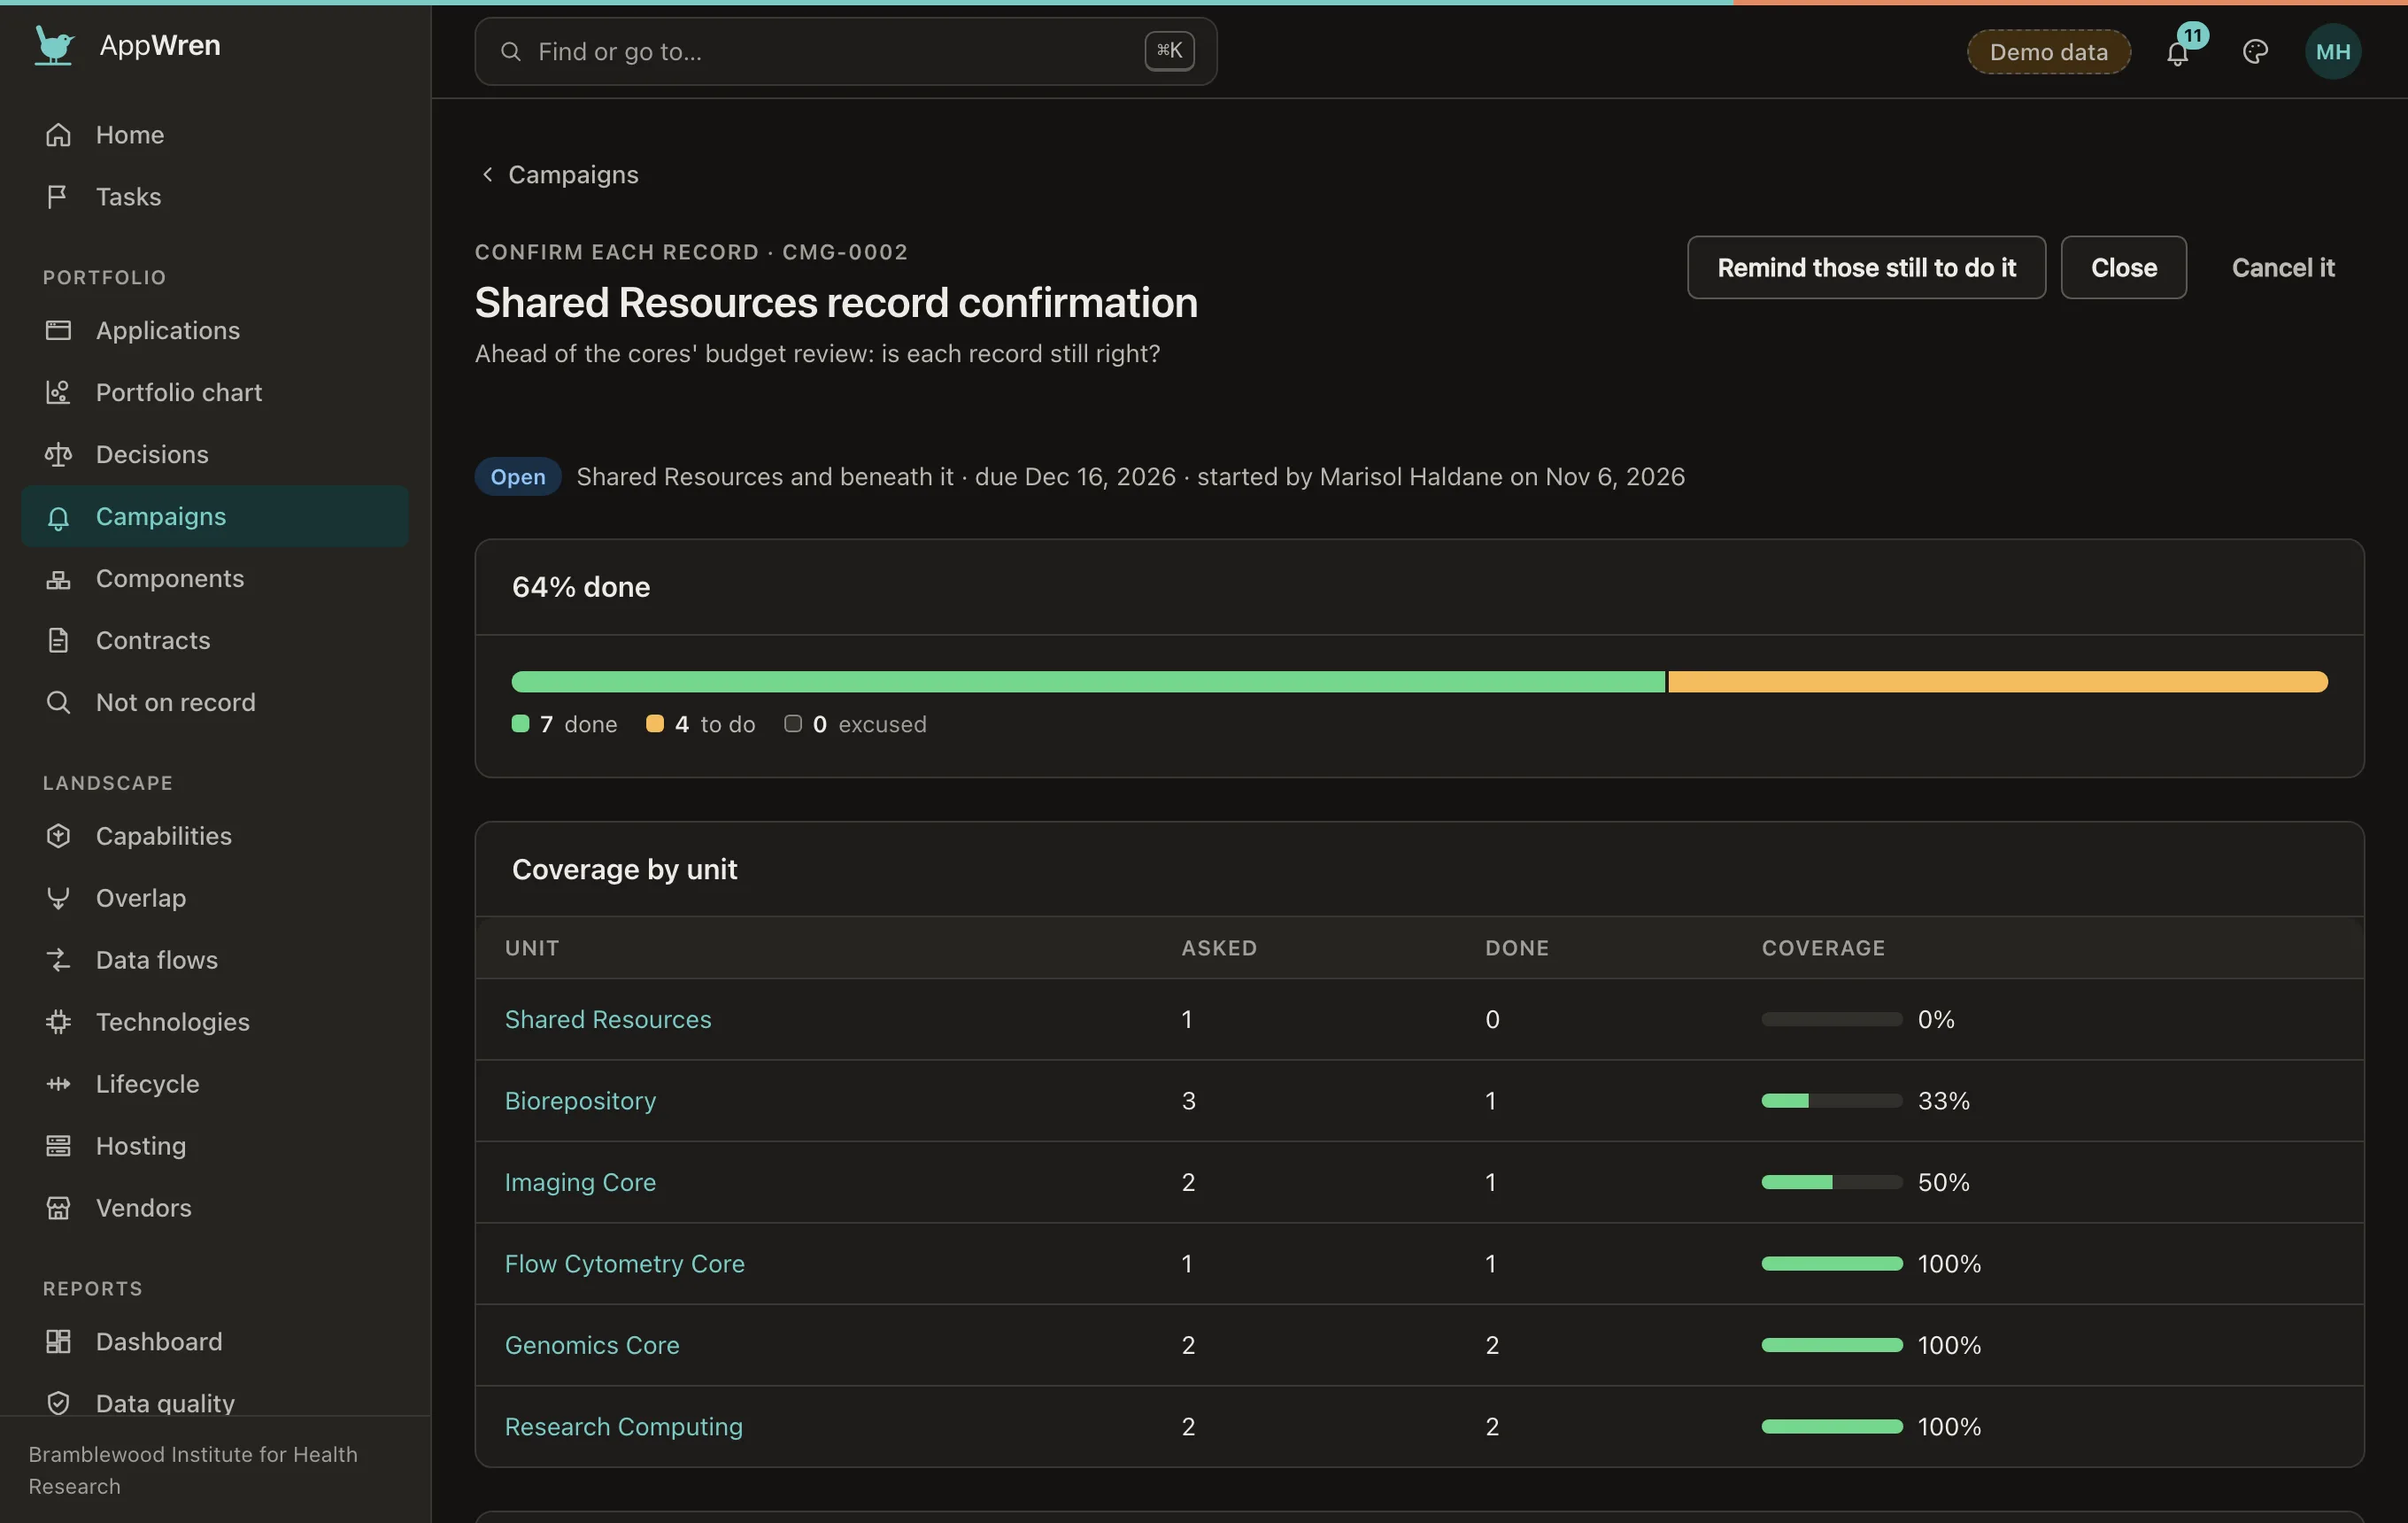 AppWren
Find or go to...
⌘K
Demo data
11
MH
Home
Tasks
PORTFOLIO
Applications
Portfolio chart
Decisions
Campaigns
Components
Contracts
Not on record
LANDSCAPE
Capabilities
Overlap
Data flows
Technologies
Lifecycle
Hosting
Vendors
REPORTS
Dashboard
Data quality
Bramblewood Institute for Health
Research
Campaigns
CONFIRM EACH RECORD · CMG-0002
Shared Resources record confirmation
Ahead of the cores' budget review: is each record still right?
Remind those still to do it
Close
Cancel it
Open Shared Resources and beneath it · due Dec 16, 2026 · started by Marisol Haldane on Nov 6, 2026
64% done
7 done 4 to do 0 excused
Coverage by unit
UNIT ASKED DONE COVERAGE
Shared Resources 1 0 0%
Biorepository 3 1 33%
Imaging Core 2 1 50%
Flow Cytometry Core 1 1 100%
Genomics Core 2 2 100%
Research Computing 2 2 100%